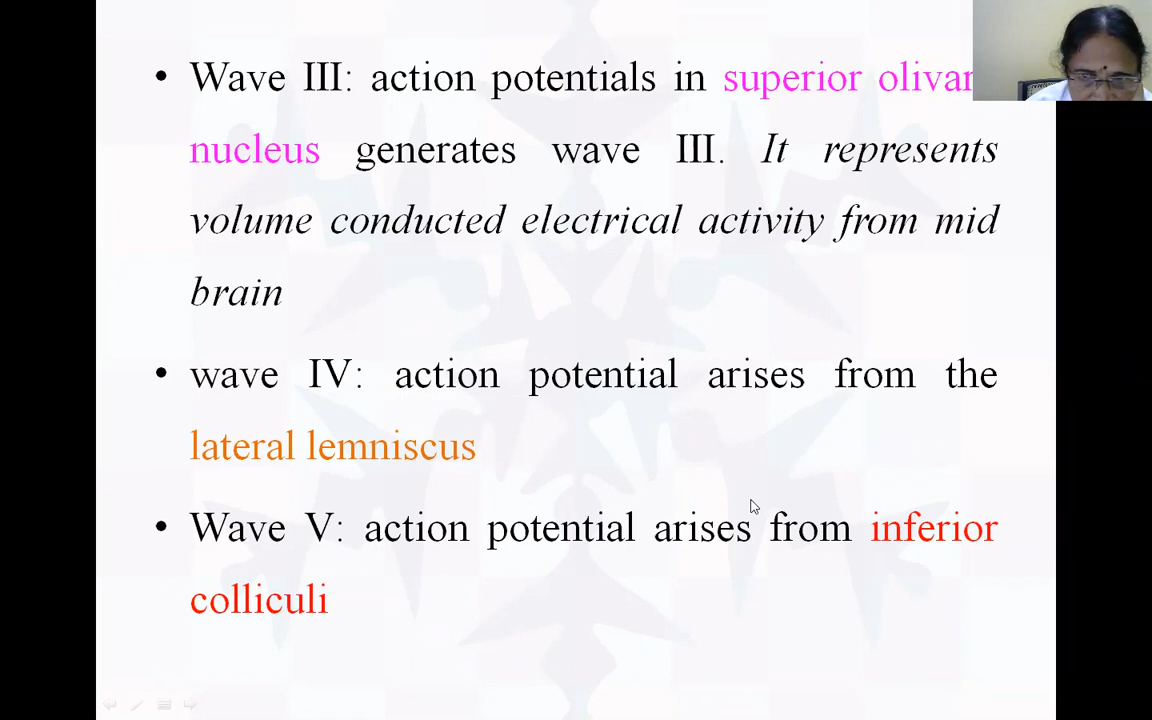 • Wave III: action potentials in superior
nucleus generates wave III. It represents
volume conducted electrical activity from mid
brain
• wave IV: action potential arises from the
lateral lemniscus
• Wave V: action potential arises from inferior
colliculi